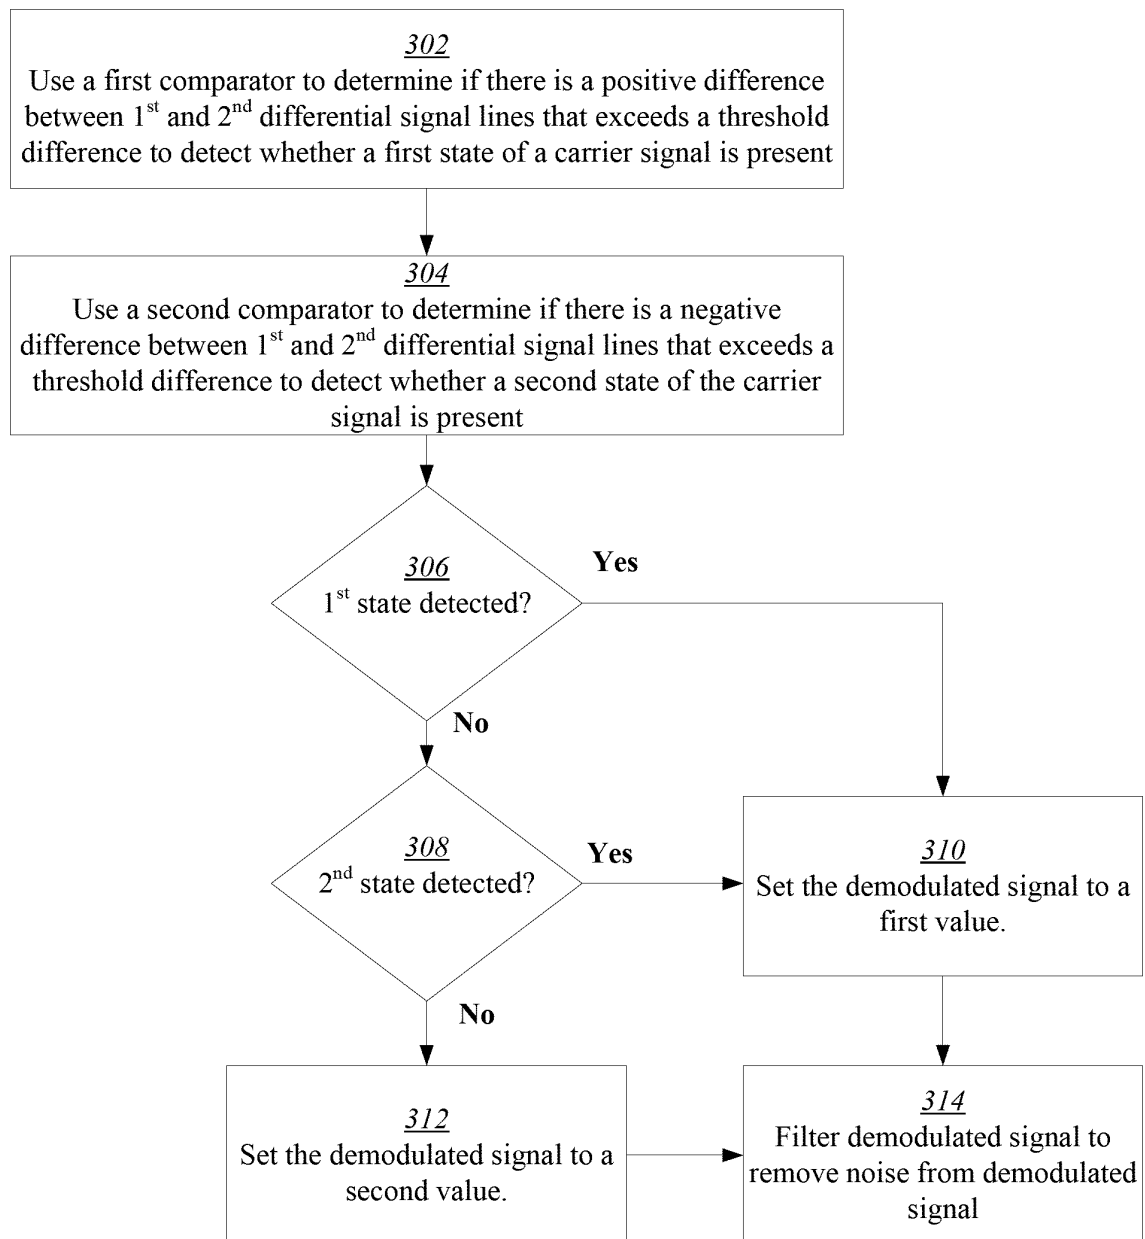 302
Use a first comparator to determine if there is a positive difference
between 1st and 2nd differential signal lines that exceeds a threshold
difference to detect whether a first state of a carrier signal is present
304
Use a second comparator to determine if there is a negative
difference between 1st and 2nd differential signal lines that exceeds a
threshold difference to detect whether a second state of the carrier
signal is present
306
1st state detected?
Yes
No
308
2nd state detected?
Yes
No
310
Set the demodulated signal to a
first value.
312
Set the demodulated signal to a
second value.
314
Filter demodulated signal to
remove noise from demodulated
signal